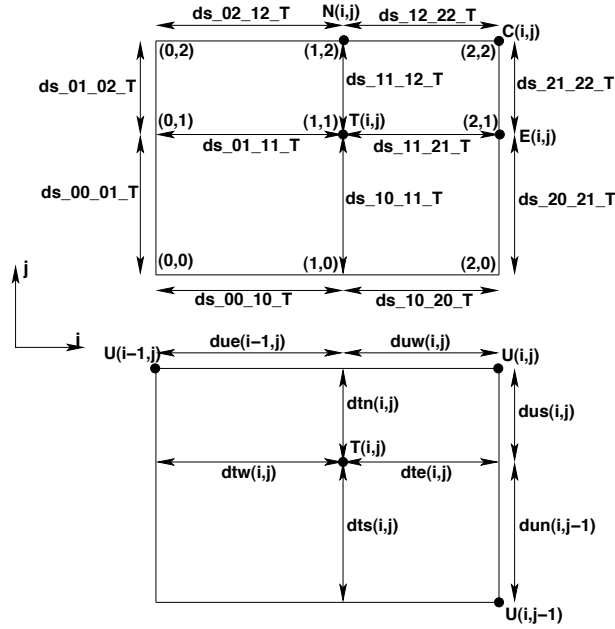 ds_02_12_T N(i,j) ds_12_22_T C(i,j)
(0,2) (1,2) (2,2)
ds_01_02_T ds_11_12_T ds_21_22_T
(0,1) (1,1) T(i,j) (2,1) E(i,j)
ds_01_11_T ds_11_21_T
ds_00_01_T ds_10_11_T ds_20_21_T
(0,0) (1,0) (2,0)
j
ds_00_10_T ds_10_20_T
i
U(i−1,j) due(i−1,j) duw(i,j) U(i,j)
dtn(i,j) dus(i,j)
T(i,j)
dtw(i,j) dte(i,j)
dts(i,j) dun(i,j−1)
U(i,j−1)